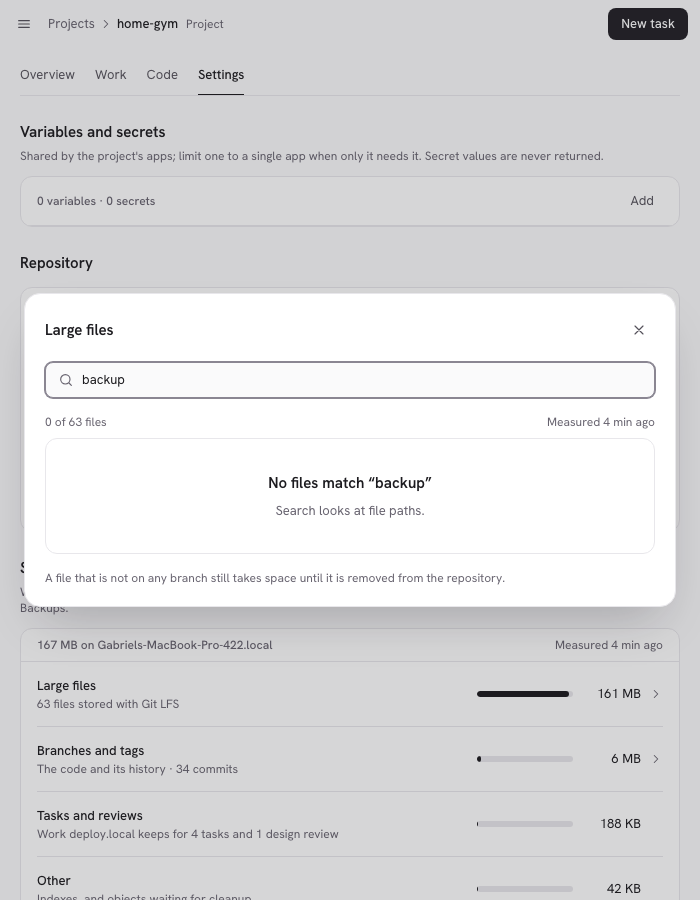 Projects > home-gym Project
New task
Overview Work Code Settings
Variables and secrets
Shared by the project's apps; limit one to a single app when only it needs it. Secret values are never returned.
0 variables · 0 secrets
Add
Repository
Large files
backup
0 of 63 files
Measured 4 min ago
No files match “backup”
Search looks at file paths.
A file that is not on any branch still takes space until it is removed from the repository.
Backups.
167 MB on Gabriels-MacBook-Pro-422.local
Measured 4 min ago
Large files
161 MB
63 files stored with Git LFS
Branches and tags
6 MB
The code and its history · 34 commits
Tasks and reviews
188 KB
Work deploy.local keeps for 4 tasks and 1 design review
Other
42 KB
Indexes, and objects waiting for cleanup